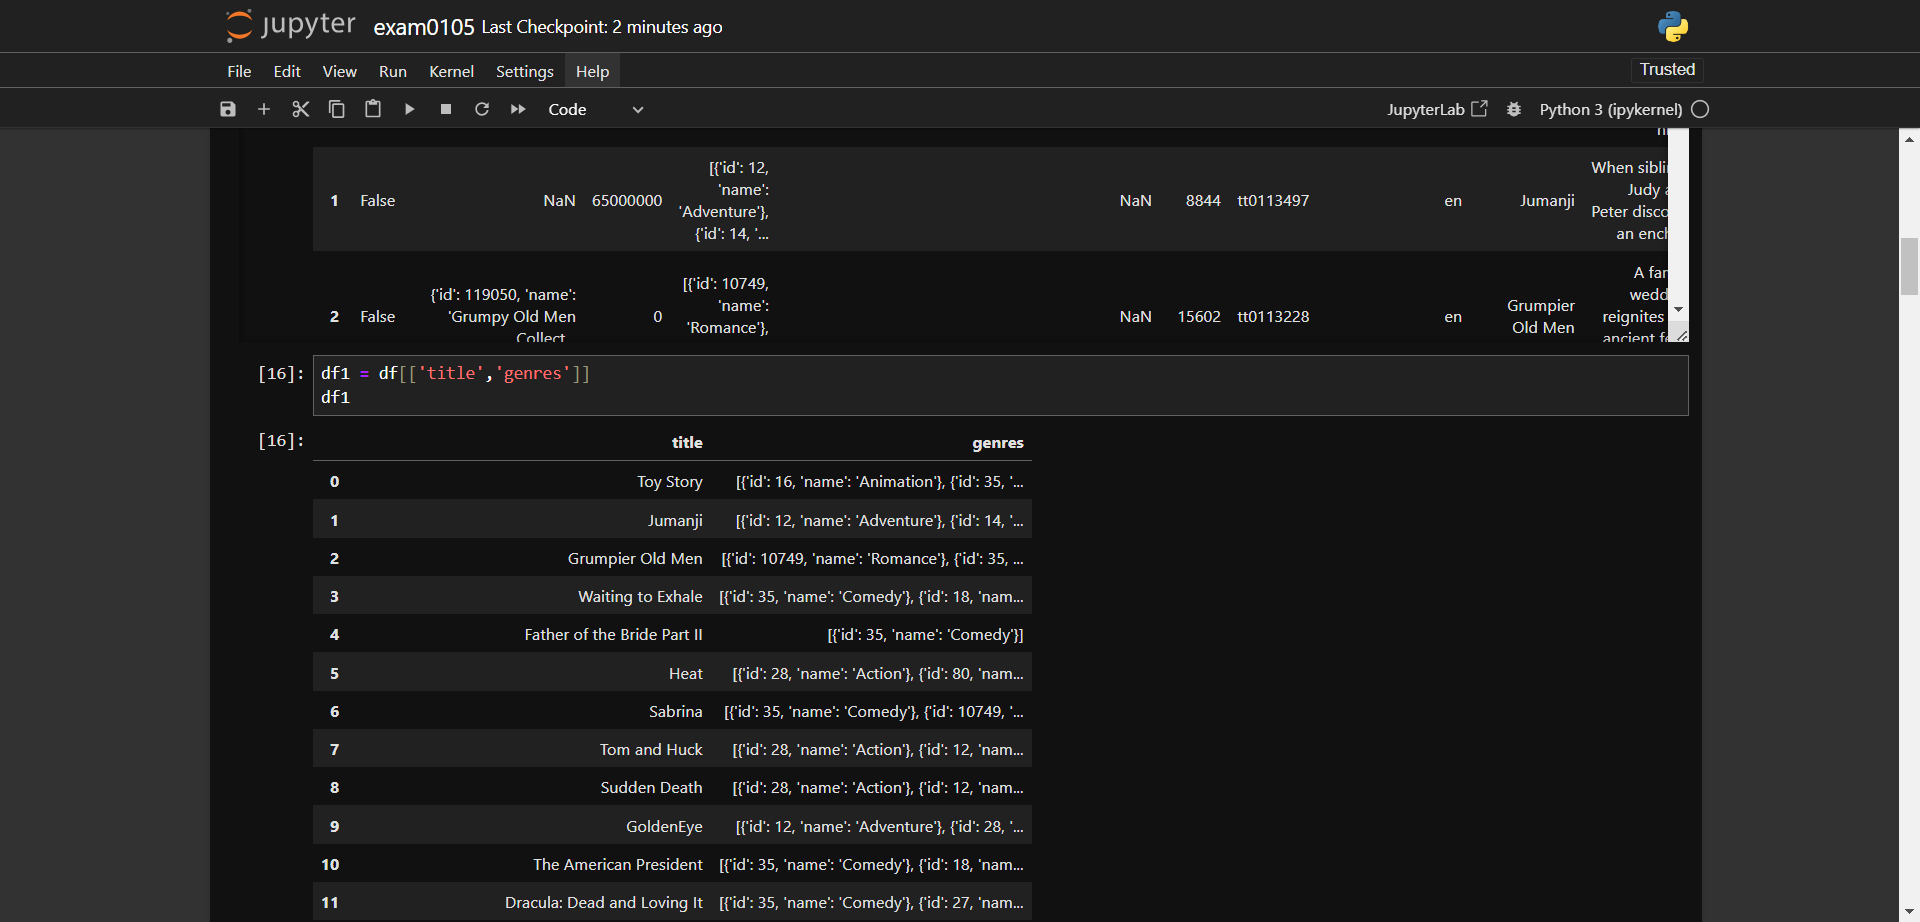 jupyter exam0105 Last Checkpoint: 2 minutes ago
File Edit View Run Kernel Settings Help Trusted
Code JupyterLab Python 3 (ipykernel)
[{'id': 12,
'name':
'Adventure'},
{'id': 14, '...
1 False NaN 65000000 NaN 8844 tt0113497 en Jumanji
When sibli
Judy a
Peter disco
an ench
2 False
{'id': 119050, 'name':
'Grumpy Old Men
Collect...
0
[{'id': 10749,
'name':
'Romance'},
NaN 15602 tt0113228 en
Grumpier
Old Men
A fam
wedd
reignites
ancient fe
[16]: df1 = df[['title','genres']]
df1
[16]: title genres
0 Toy Story [{'id': 16, 'name': 'Animation'}, {'id': 35, '...
1 Jumanji [{'id': 12, 'name': 'Adventure'}, {'id': 14, '...
2 Grumpier Old Men [{'id': 10749, 'name': 'Romance'}, {'id': 35, ...
3 Waiting to Exhale [{'id': 35, 'name': 'Comedy'}, {'id': 18, 'nam...
4 Father of the Bride Part II [{'id': 35, 'name': 'Comedy'}]
5 Heat [{'id': 28, 'name': 'Action'}, {'id': 80, 'nam...
6 Sabrina [{'id': 35, 'name': 'Comedy'}, {'id': 10749, '...
7 Tom and Huck [{'id': 28, 'name': 'Action'}, {'id': 12, 'nam...
8 Sudden Death [{'id': 28, 'name': 'Action'}, {'id': 12, 'nam...
9 GoldenEye [{'id': 12, 'name': 'Adventure'}, {'id': 28, '...
10 The American President [{'id': 35, 'name': 'Comedy'}, {'id': 18, 'nam...
11 Dracula: Dead and Loving It [{'id': 35, 'name': 'Comedy'}, {'id': 27, 'nam...